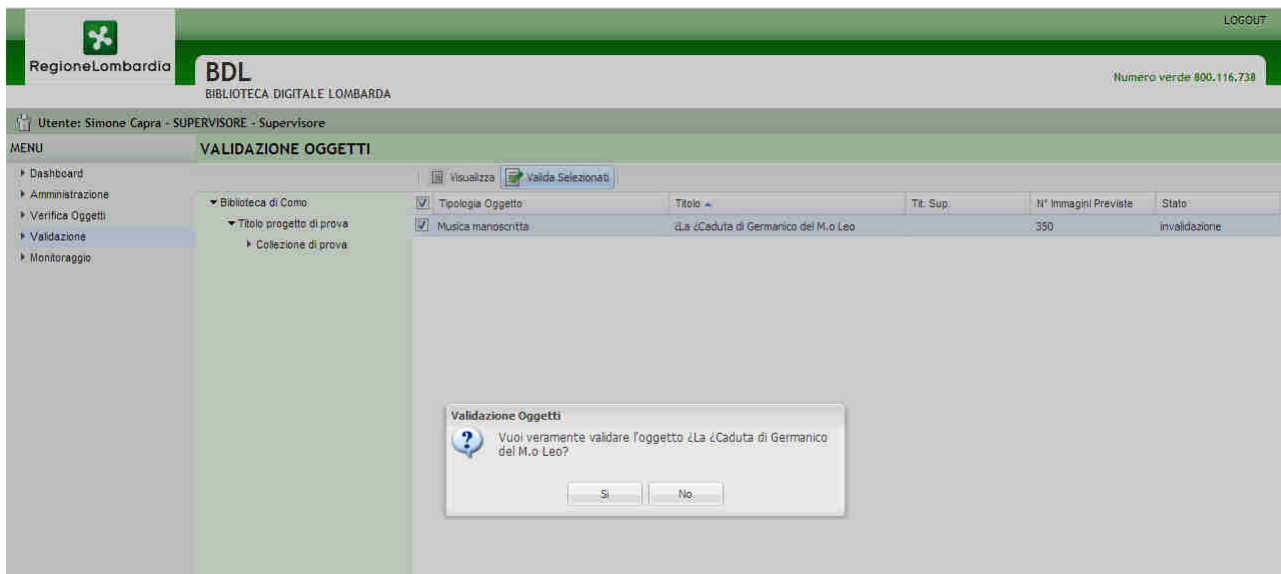 LOGOUT
RegioneLombardia
BDL
BIBLIOTECA DIGITALE LOMBARDA
Numero verde 800.116.738
Utente: Simone Capra - SUPERVISORE - Supervisore
MENU
VALIDAZIONE OGGETTI
Dashboard
Amministrazione
Verifica Oggetti
Validazione
Monitoraggio
Biblioteca di Como
Titolo progetto di prova
Collezione di prova
Visualizza Valida Selezionati
Tipologia Oggetto Titolo Tit. Sup. N° Immagini Previste Stato
Musica manoscritta ¿La ¿Caduta di Germanico del M.o Leo 350 invalidazione
Validazione Oggetti
Vuoi veramente validare l'oggetto ¿La ¿Caduta di Germanico
del M.o Leo?
Si No